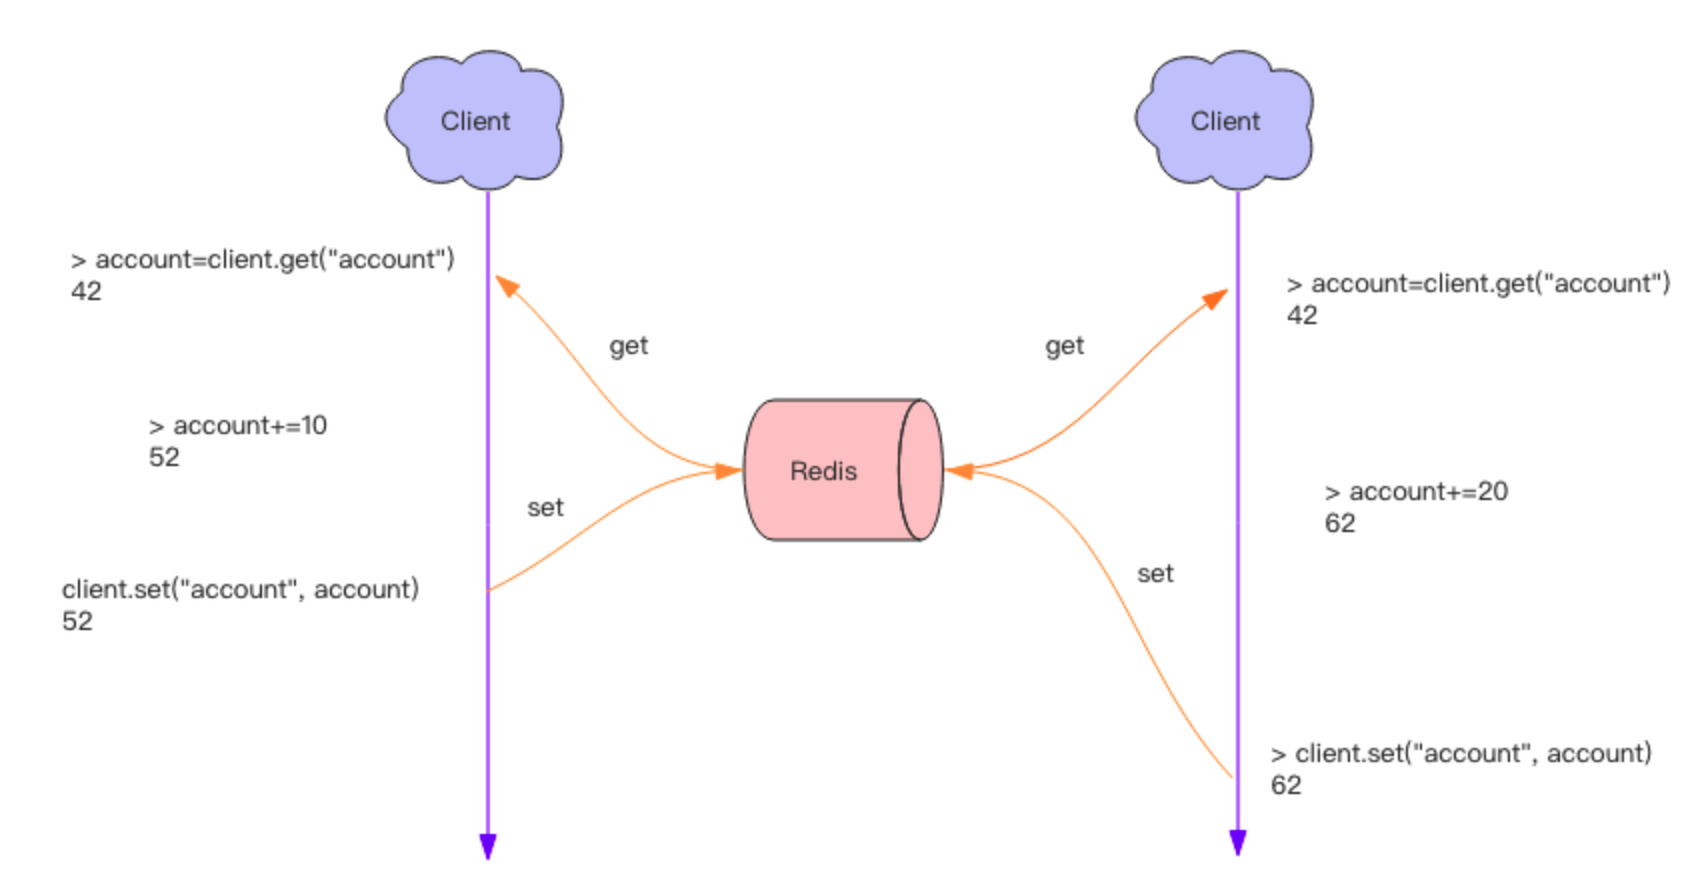 Client
Client
> account=client.get("account")
42
> account=client.get("account")
42
get
get
> account+=10
52
Redis
> account+=20
62
set
set
client.set("account", account)
52
> client.set("account", account)
62